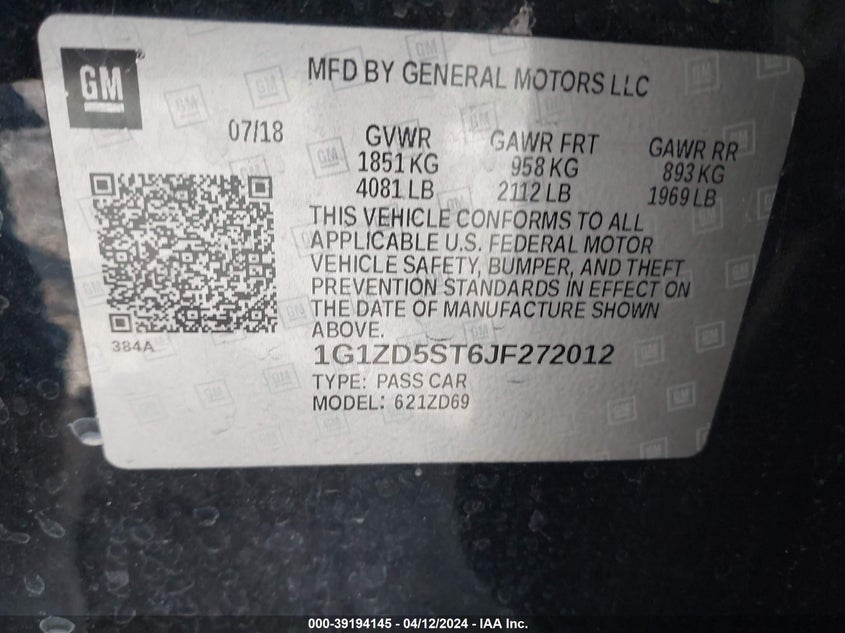 GM
MFD BY GENERAL MOTORS LLC
07/18
GVWR
1851 KG
4081 LB
GAWR FRT
958 KG
2112 LB
GAWR RR
893 KG
1969 LB
THIS VEHICLE CONFORMS TO ALL
APPLICABLE U.S. FEDERAL MOTOR
VEHICLE SAFETY, BUMPER, AND THEFT
PREVENTION STANDARDS IN EFFECT ON
THE DATE OF MANUFACTURE SHOWN
ABOVE.
384A
1G1ZD5ST6JF272012
TYPE: PASS CAR
MODEL: 621ZD69
000-39194145 - 04/12/2024 - IAA Inc.